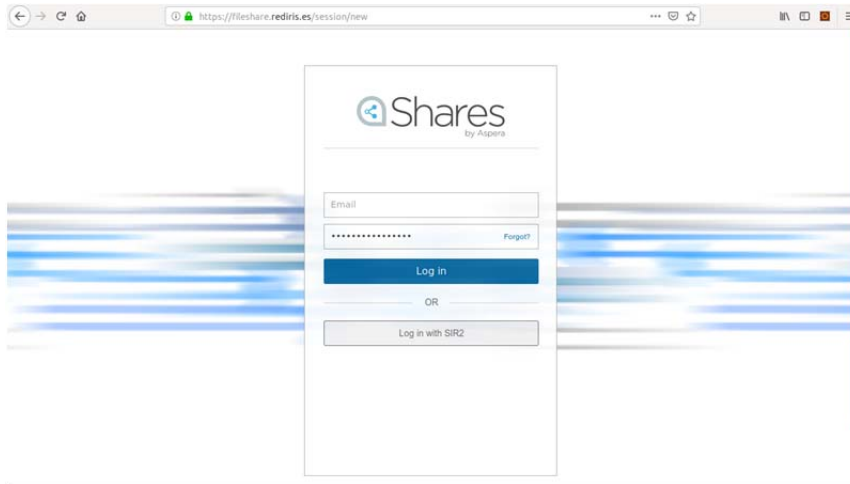 https://fileshare.rediris.es/session/new
Shares
by Aspera
Email
Forgot?
Log in
OR
Log in with SIR2